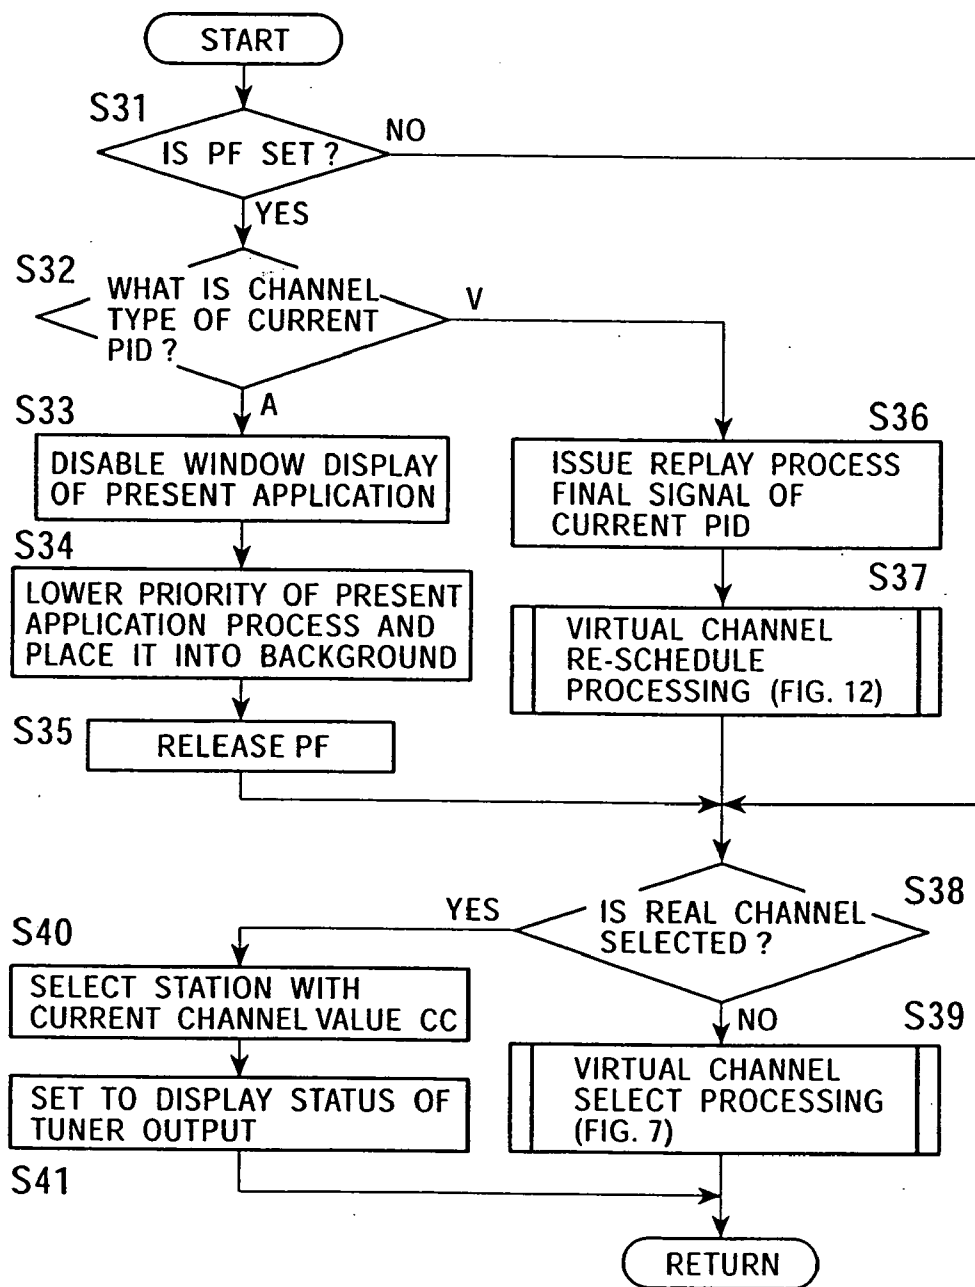 START
S31
IS PF SET ?
NO
YES
S32
WHAT IS CHANNEL
TYPE OF CURRENT
PID ?
V
A
S33
DISABLE WINDOW DISPLAY
OF PRESENT APPLICATION
S34
LOWER PRIORITY OF PRESENT
APPLICATION PROCESS AND
PLACE IT INTO BACKGROUND
S35
RELEASE PF
S36
ISSUE REPLAY PROCESS
FINAL SIGNAL OF
CURRENT PID
S37
VIRTUAL CHANNEL
RE-SCHEDULE
PROCESSING (FIG. 12)
S38
IS REAL CHANNEL
SELECTED ?
YES
NO
S40
SELECT STATION WITH
CURRENT CHANNEL VALUE CC
SET TO DISPLAY STATUS OF
TUNER OUTPUT
S41
S39
VIRTUAL CHANNEL
SELECT PROCESSING
(FIG. 7)
RETURN